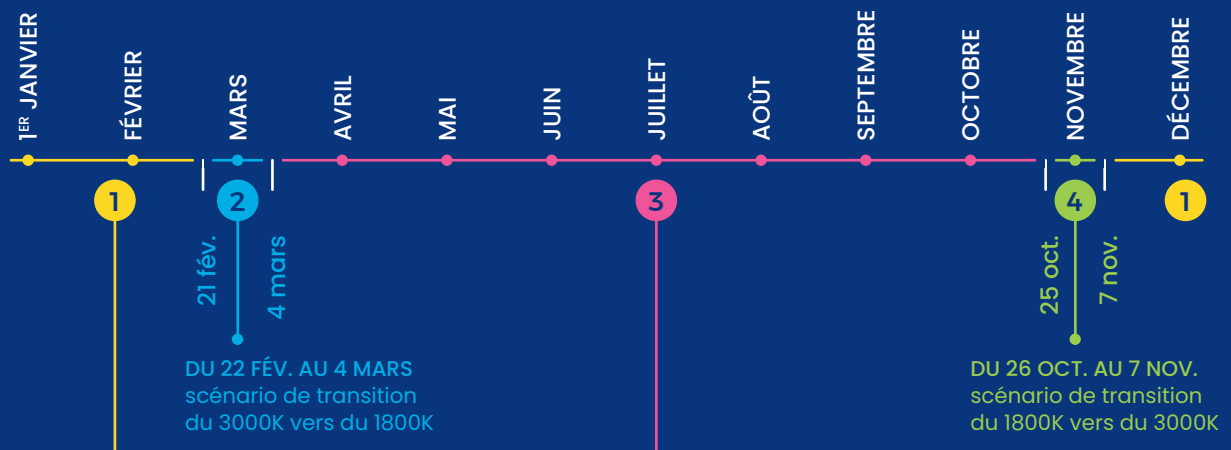 1ER JANVIER
FÉVRIER
MARS
AVRIL
MAI
JUIN
JUILLET
AOÛT
SEPTEMBRE
OCTOBRE
NOVEMBRE
DÉCEMBRE
1
2
3
4
1
21 fév.
4 mars
25 oct.
7 nov.
DU 22 FÉV. AU 4 MARS
scénario de transition
du 3000K vers du 1800K
DU 26 OCT. AU 7 NOV.
scénario de transition
du 1800K vers du 3000K